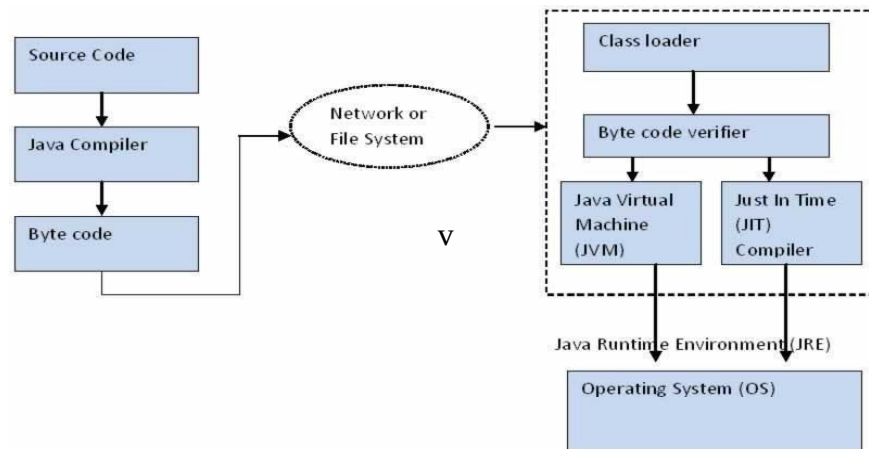 Source Code
Java Compiler
Byte code
Network or
File System
v
Class loader
Byte code verifier
Java Virtual
Machine
(JVM)
Just In Time
(JIT)
Compiler
Java Runtime Environment (JRE)
Operating System (OS)